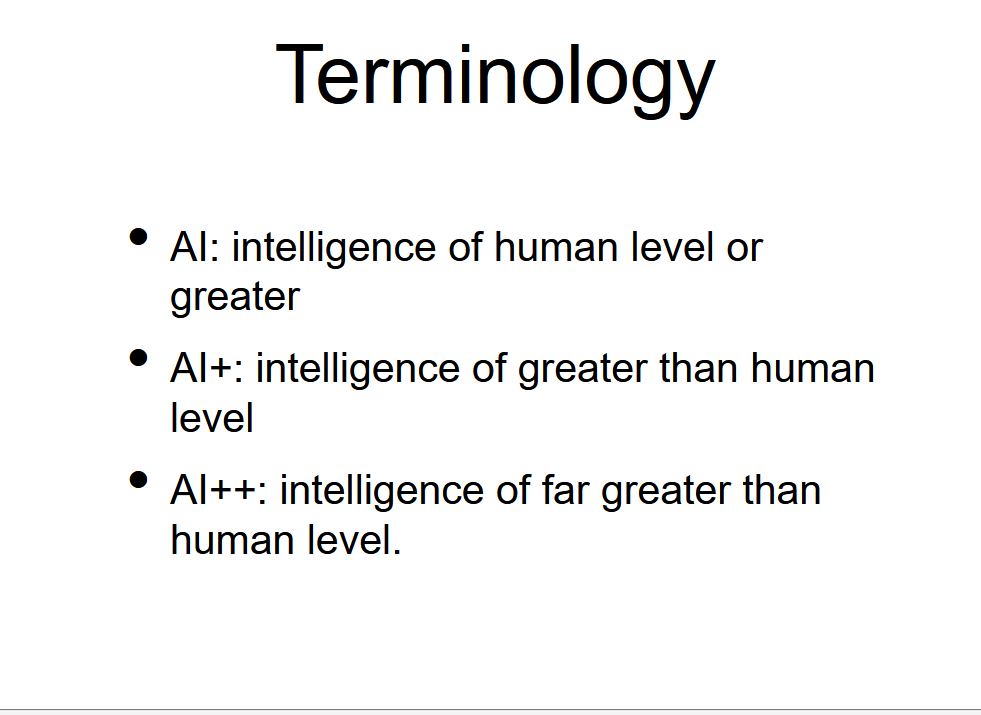 Terminology
• AI: intelligence of human level or
greater
• AI+: intelligence of greater than human
level
• AI++: intelligence of far greater than
human level.